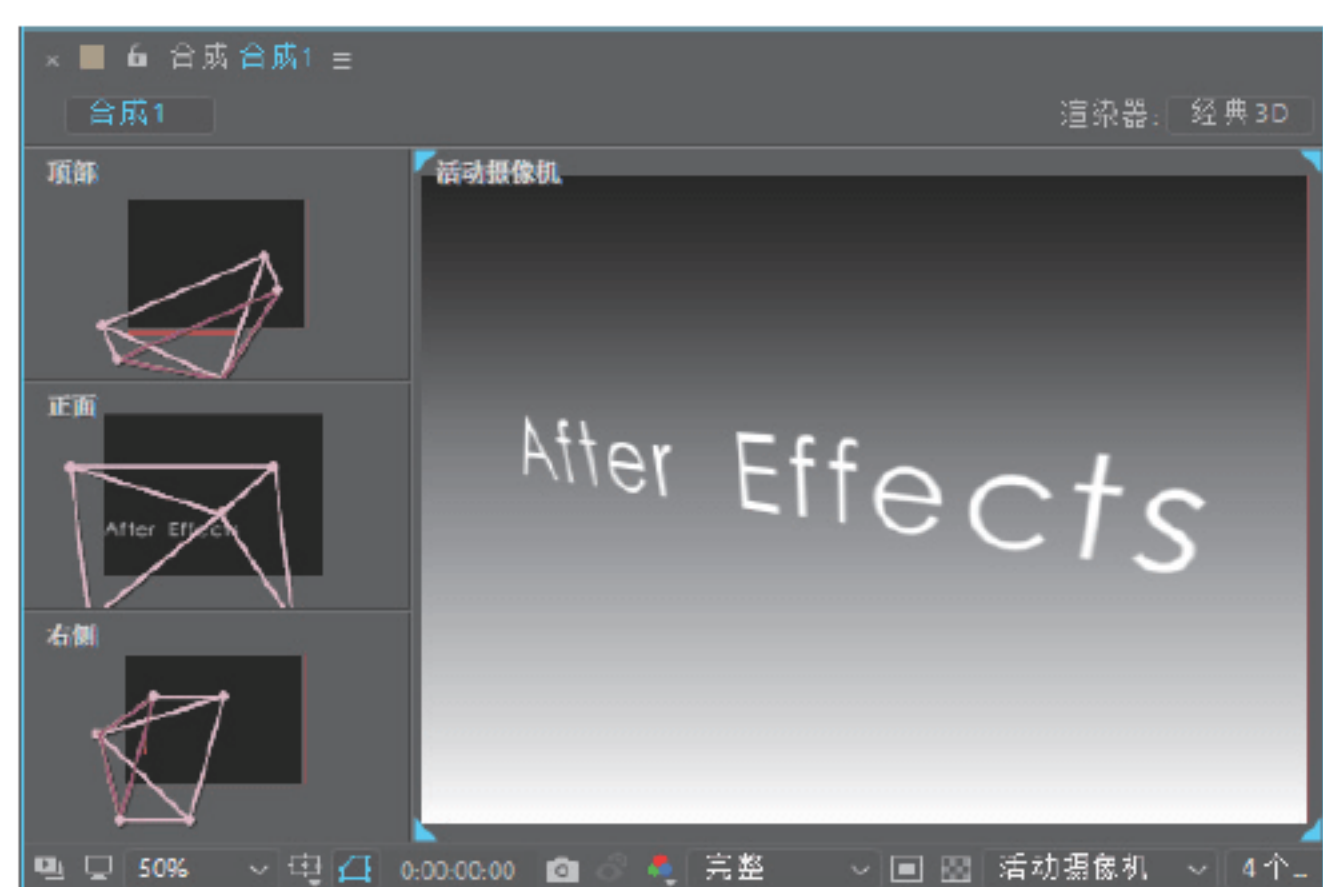 合成 合成1
合成1
渲染器: 经典3D
顶部
活动摄像机
正面
After Effects
After Effects
右侧
50%
0:00:00:00
完整
活动摄像机
4个...